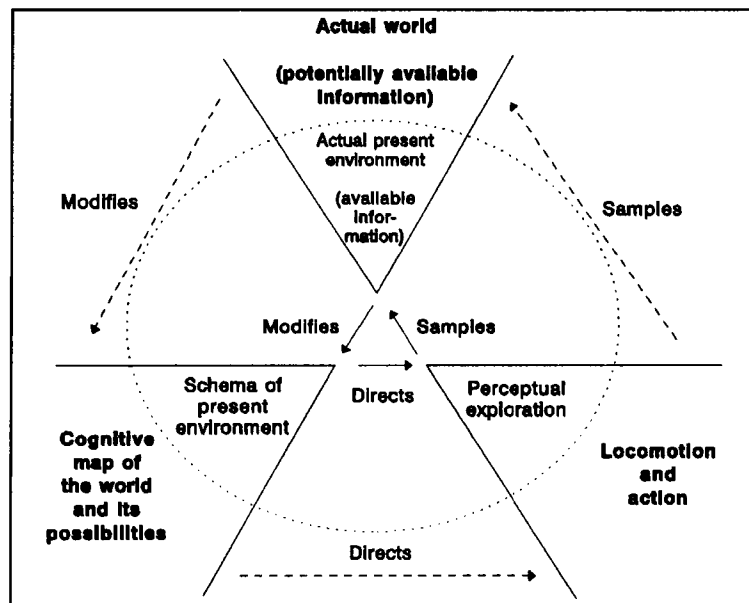 Actual world
(potentially available
information)
Actual present
environment
(available
infor-
mation)
Modifies
Samples
Modifies
Samples
Directs
Schema of
present
environment
Perceptual
exploration
Cognitive
map of
the world
and its
possibilities
Locomotion
and
action
Directs